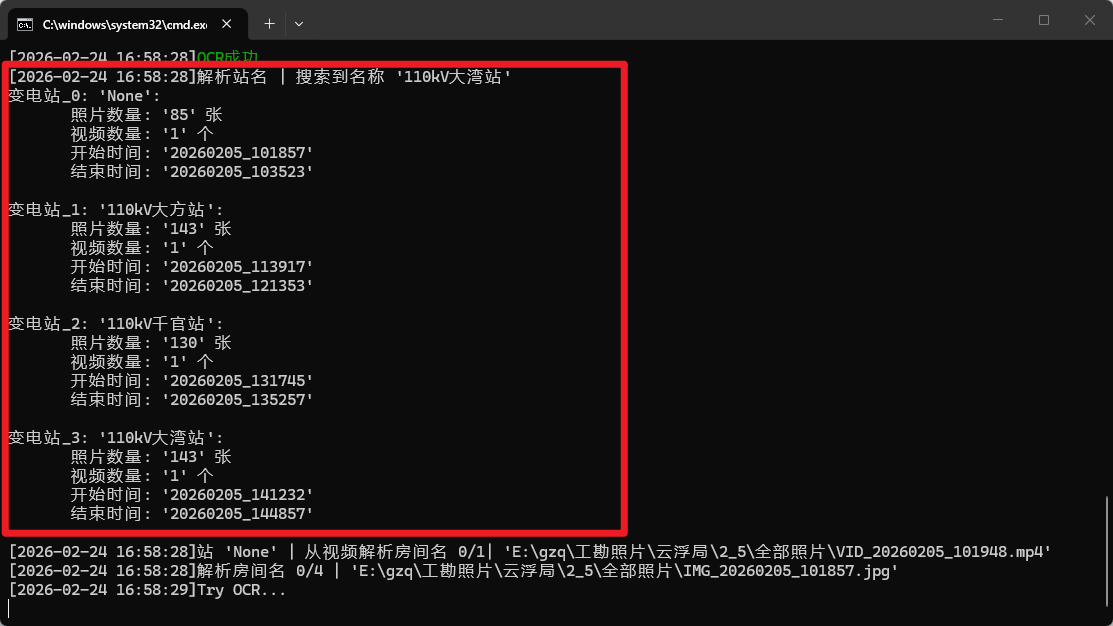 C:\windows\system32\cmd.exe
[2026-02-24 16:58:28]OCR成功
[2026-02-24 16:58:28]解析站名 | 搜索到名称 '110kV大湾站'
变电站_0: 'None':
照片数量: '85' 张
视频数量: '1' 个
开始时间: '20260205_101857'
结束时间: '20260205_103523'
变电站_1: '110kV大方站':
照片数量: '143' 张
视频数量: '1' 个
开始时间: '20260205_113917'
结束时间: '20260205_121353'
变电站_2: '110kV千官站':
照片数量: '130' 张
视频数量: '1' 个
开始时间: '20260205_131745'
结束时间: '20260205_135257'
变电站_3: '110kV大湾站':
照片数量: '143' 张
视频数量: '1' 个
开始时间: '20260205_141232'
结束时间: '20260205_144857'
[2026-02-24 16:58:28]站 'None' | 从视频解析房间名 0/1| 'E:\gzq\工勘照片\云浮局\2_5\全部照片\VID_20260205_101948.mp4'
[2026-02-24 16:58:28]解析房间名 0/4 | 'E:\gzq\工勘照片\云浮局\2_5\全部照片\IMG_20260205_101857.jpg'
[2026-02-24 16:58:29]Try OCR...